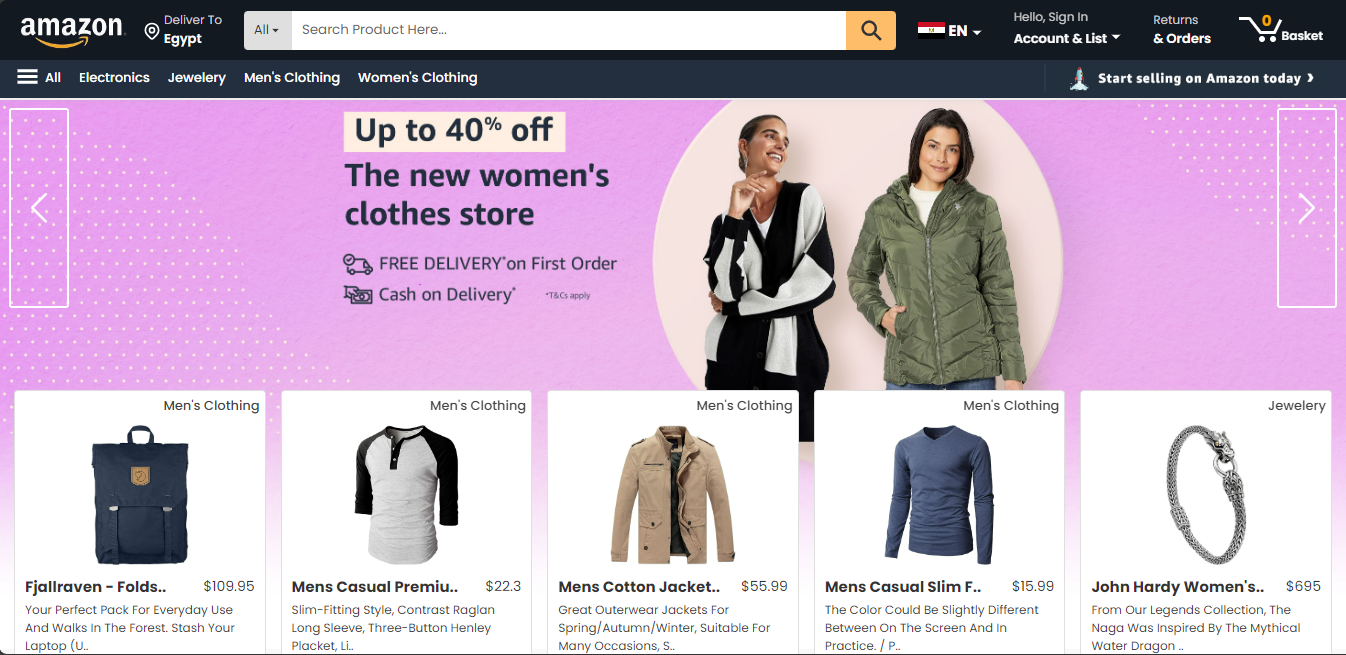 amazon
Deliver To
Egypt
All
Search Product Here...
EN
Hello, Sign In
Account & List
Returns
& Orders
0
Basket
All
Electronics
Jewelery
Men's Clothing
Women's Clothing
Start selling on Amazon today ›
Up to 40% off
The new women's
clothes store
FREE DELIVERY* on First Order
Cash on Delivery*
*T&Cs apply
Men's Clothing
Fjallraven - Folds..
$109.95
Your Perfect Pack For Everyday Use
And Walks In The Forest. Stash Your
Laptop (U..
Men's Clothing
Mens Casual Premiu..
$22.3
Slim-Fitting Style, Contrast Raglan
Long Sleeve, Three-Button Henley
Placket, Li..
Men's Clothing
Mens Cotton Jacket..
$55.99
Great Outerwear Jackets For
Spring/Autumn/Winter, Suitable For
Many Occasions, S..
Men's Clothing
Mens Casual Slim F..
$15.99
The Color Could Be Slightly Different
Between On The Screen And In
Practice. / P..
Jewelery
John Hardy Women's..
$695
From Our Legends Collection, The
Naga Was Inspired By The Mythical
Water Dragon ..